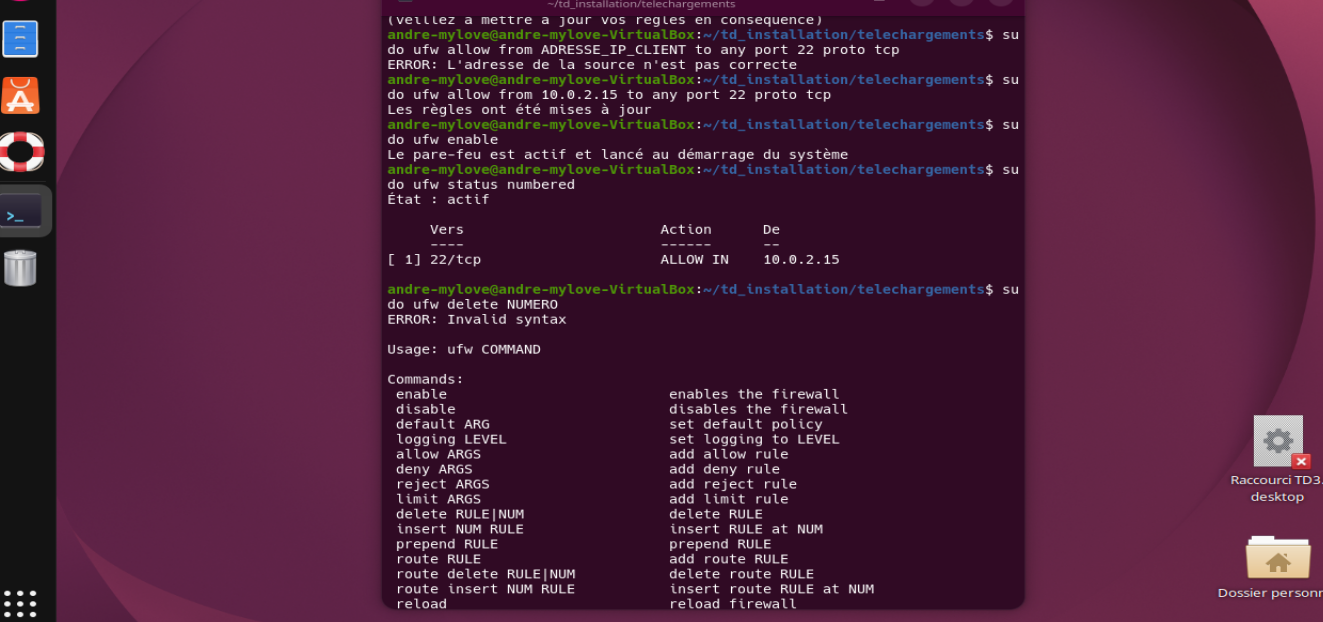 ~/td_installation/telechargements
(veillez à mettre à jour vos règles en conséquence)
andre-mylove@andre-mylove-VirtualBox:~/td_installation/telechargements$ su
do ufw allow from ADRESSE_IP_CLIENT to any port 22 proto tcp
ERROR: L'adresse de la source n'est pas correcte
andre-mylove@andre-mylove-VirtualBox:~/td_installation/telechargements$ su
do ufw allow from 10.0.2.15 to any port 22 proto tcp
Les règles ont été mises à jour
andre-mylove@andre-mylove-VirtualBox:~/td_installation/telechargements$ su
do ufw enable
Le pare-feu est actif et lancé au démarrage du système
andre-mylove@andre-mylove-VirtualBox:~/td_installation/telechargements$ su
do ufw status numbered
État : actif
Vers Action De
---- ------ --
[ 1] 22/tcp ALLOW IN 10.0.2.15
andre-mylove@andre-mylove-VirtualBox:~/td_installation/telechargements$ su
do ufw delete NUMERO
ERROR: Invalid syntax
Usage: ufw COMMAND
Commands:
enable enables the firewall
disable disables the firewall
default ARG set default policy
logging LEVEL set logging to LEVEL
allow ARGS add allow rule
deny ARGS add deny rule
reject ARGS add reject rule
limit ARGS add limit rule
delete RULE|NUM delete RULE
insert NUM RULE insert RULE at NUM
prepend RULE prepend RULE
route RULE add route RULE
route delete RULE|NUM delete route RULE
route insert NUM RULE insert route RULE at NUM
reload reload firewall
Raccourci TD3.
desktop
Dossier personn